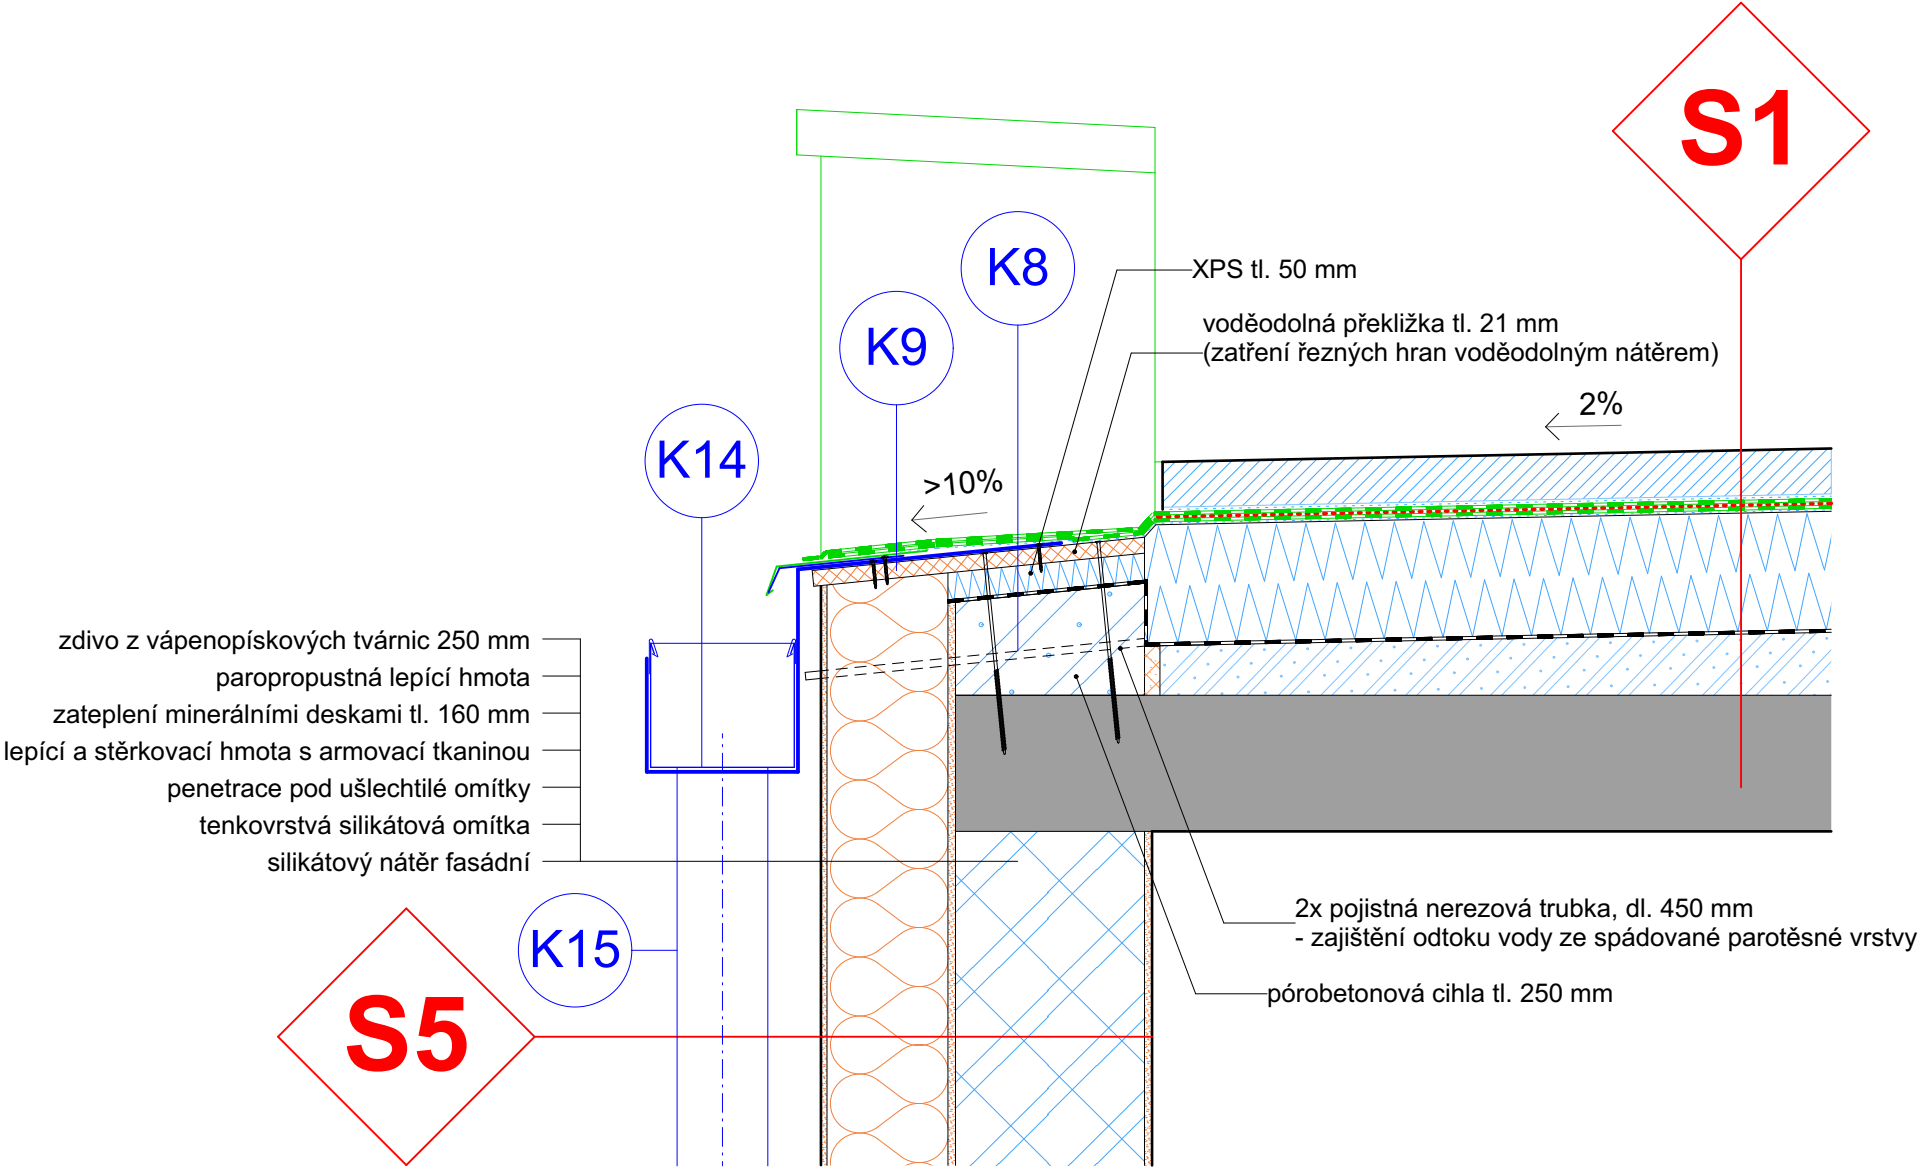 S1
K8
XPS tl. 50 mm
K9
voděodolná překližka tl. 21 mm
(zatření řezných hran voděodolným nátěrem)
2%
K14
>10%
zdivo z vápenopískových tvárnic 250 mm
paropropustná lepící hmota
zateplení minerálními deskami tl. 160 mm
lepící a stěrkovací hmota s armovací tkaninou
penetrace pod ušlechtilé omítky
tenkovrstvá silikátová omítka
silikátový nátěr fasádní
K15
2x pojistná nerezová trubka, dl. 450 mm
- zajištění odtoku vody ze spádované parotěsné vrstvy
pórobetonová cihla tl. 250 mm
S5